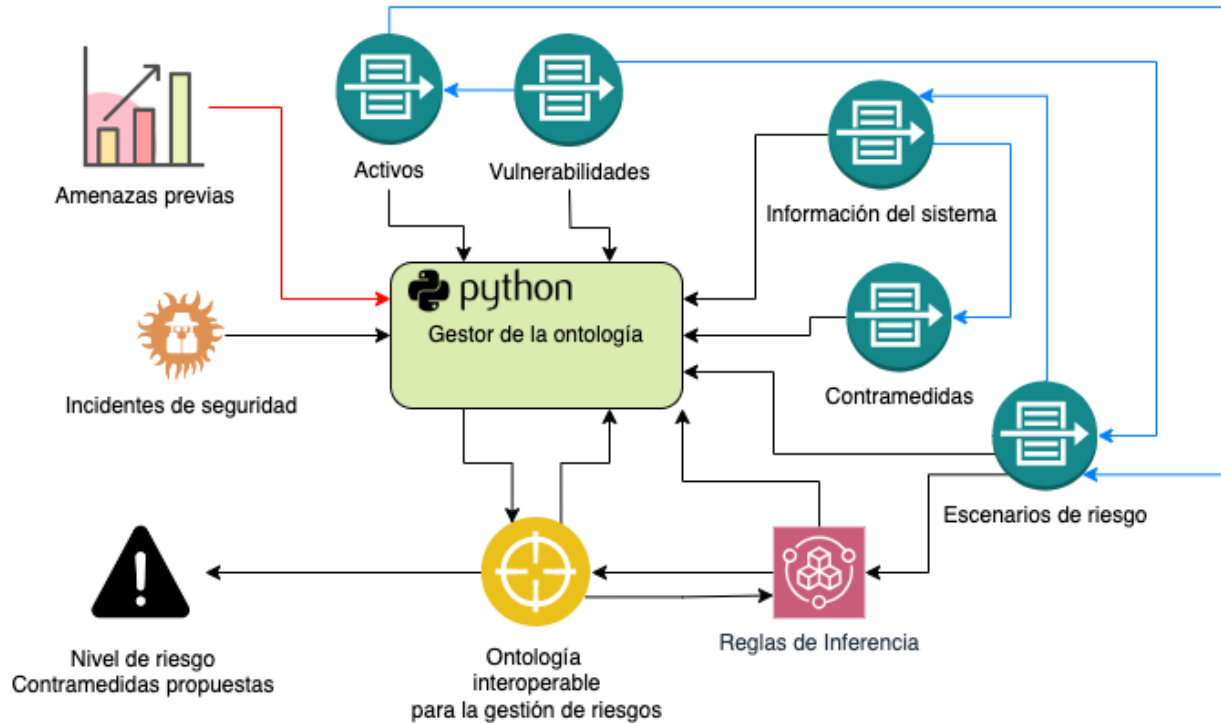 Amenazas previas
Activos
Vulnerabilidades
Información del sistema
python
Gestor de la ontología
Incidentes de seguridad
Contramedidas
Escenarios de riesgo
Nivel de riesgo
Contramedidas propuestas
Ontología
interoperable
para la gestión de riesgos
Reglas de Inferencia